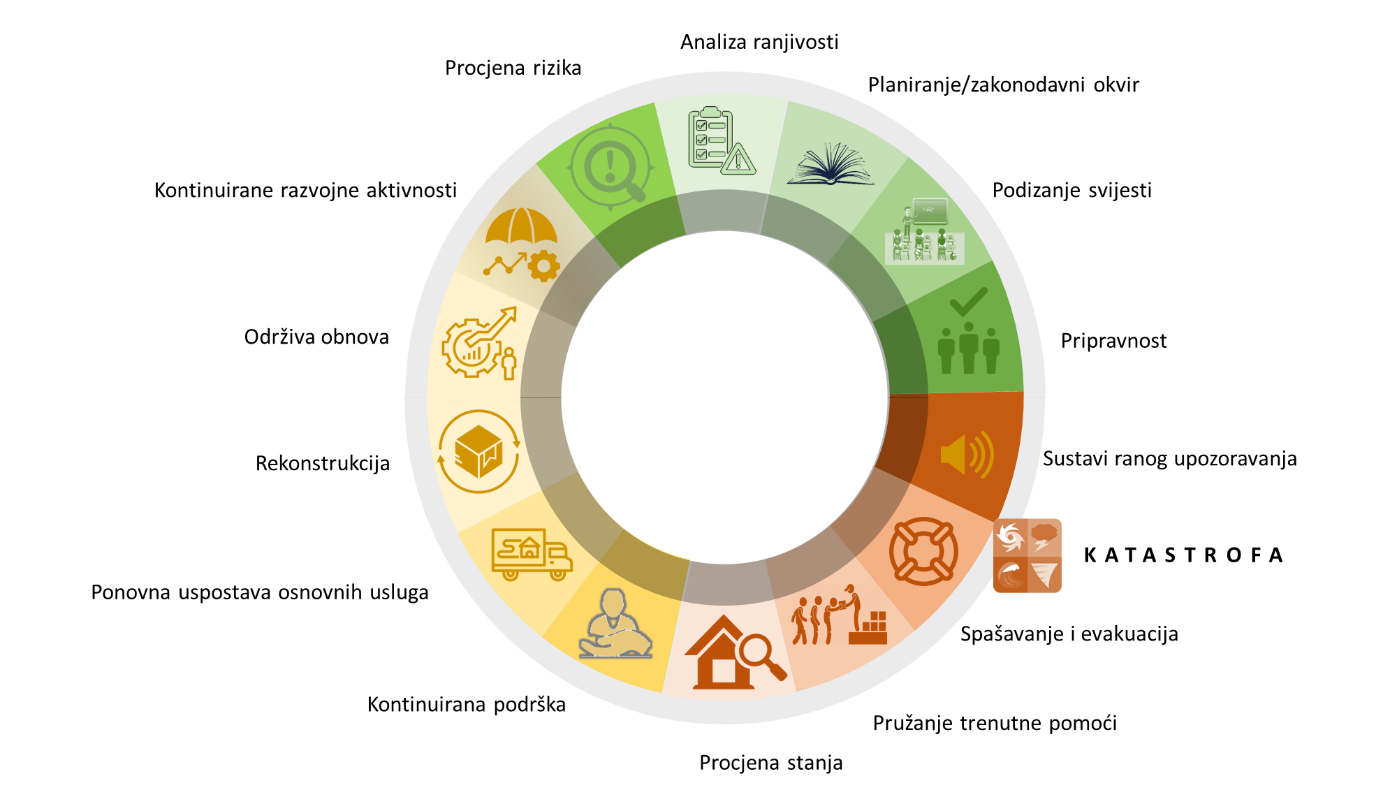 Analiza ranjivosti
Procjena rizika
Planiranje/zakonodavni okvir
Kontinuirane razvojne aktivnosti
Podizanje svijesti
Održiva obnova
Pripravnost
Rekonstrukcija
Sustavi ranog upozoravanja
KATASTROFA
Ponovna uspostava osnovnih usluga
Spašavanje i evakuacija
Kontinuirana podrška
Pružanje trenutne pomoći
Procjena stanja